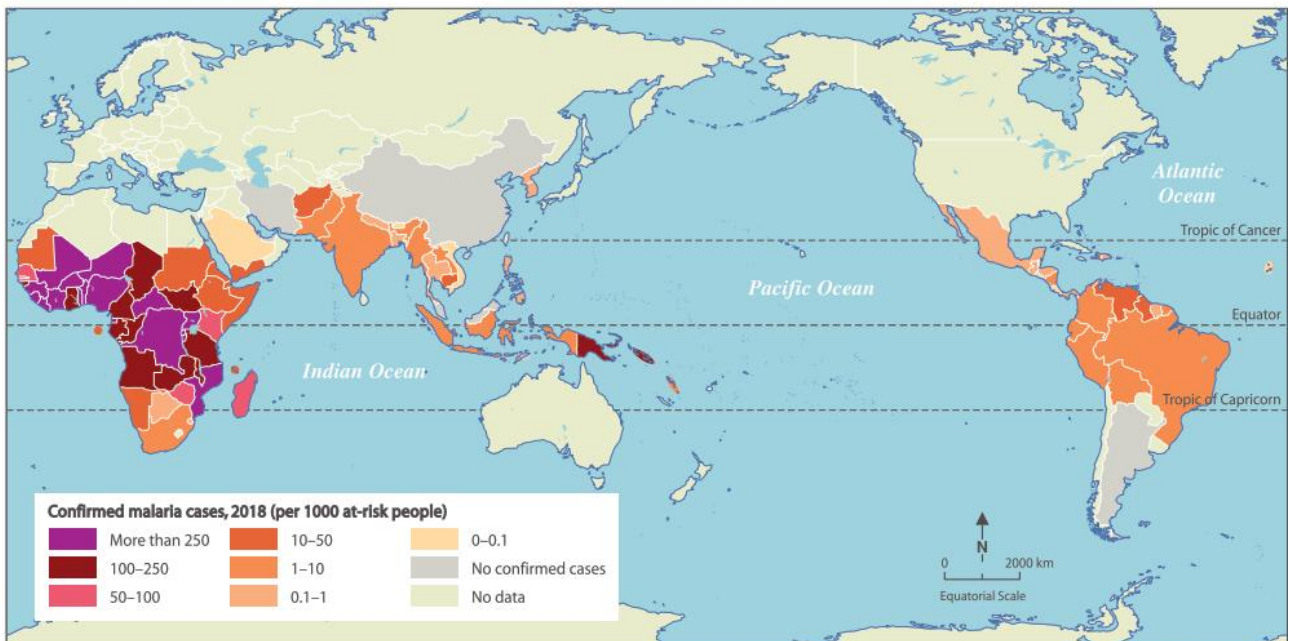 Atlantic
Ocean
Tropic of Cancer
Pacific Ocean
Equator
Indian Ocean
Tropic of Capricorn
Confirmed malaria cases, 2018 (per 1000 at-risk people)
More than 250
10–50
0–0.1
100–250
1–10
No confirmed cases
50–100
0.1–1
No data
N
0 2000 km
Equatorial Scale